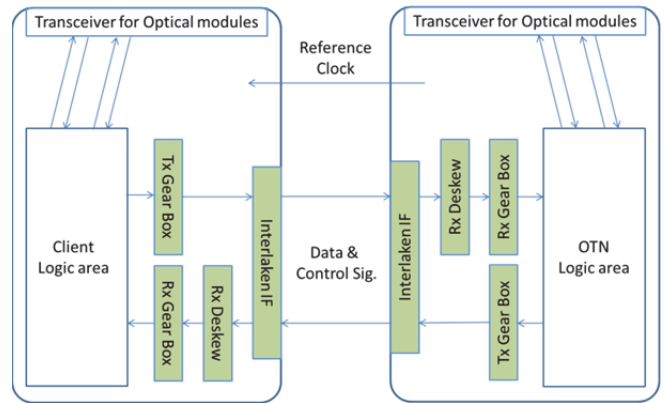 Transceiver for Optical modules
Transceiver for Optical modules
Reference
Clock
Client
Logic area
Tx Gear Box
Rx Gear Box
Rx Deskew
Interlaken IF
Data &
Control Sig.
Interlaken IF
Rx Deskew
Rx Gear Box
Tx Gear Box
OTN
Logic area